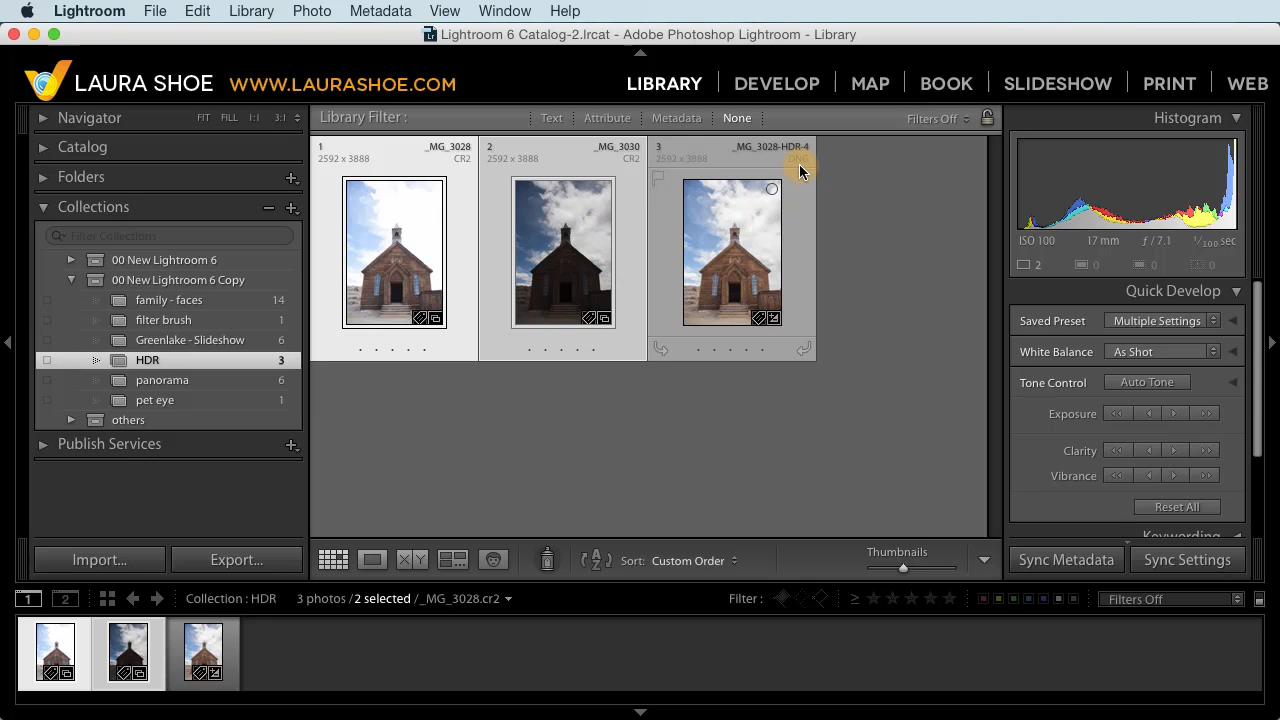 Lightroom File Edit Library Photo Metadata View Window Help
Lightroom 6 Catalog-2.lrcat - Adobe Photoshop Lightroom - Library
LAURA SHOE WWW.LAURASHOE.COM
LIBRARY DEVELOP MAP BOOK SLIDESHOW PRINT WEB
Navigator FIT FILL 1:1 3:1
Catalog
Folders
Collections
Filter Collections
00 New Lightroom 6
00 New Lightroom 6 Copy
family - faces 14
filter brush 1
Greenlake - Slideshow 6
HDR 3
panorama 6
pet eye 1
others
Publish Services
Import... Export...
Library Filter : Text Attribute Metadata None Filters Off
1 _MG_3028
2592 x 3888 CR2
2 _MG_3030
2592 x 3888 CR2
3 _MG_3028-HDR-4
2592 x 3888 DNG
Sort: Custom Order Thumbnails
Histogram
ISO 100 17 mm ƒ / 7.1 1/100 sec
2 0 0 0
Quick Develop
Saved Preset Multiple Settings
White Balance As Shot
Tone Control Auto Tone
Exposure
Clarity
Vibrance
Reset All
Keywording
Sync Metadata Sync Settings
1 2 Collection : HDR 3 photos / 2 selected / _MG_3028.cr2 Filter : Filters Off